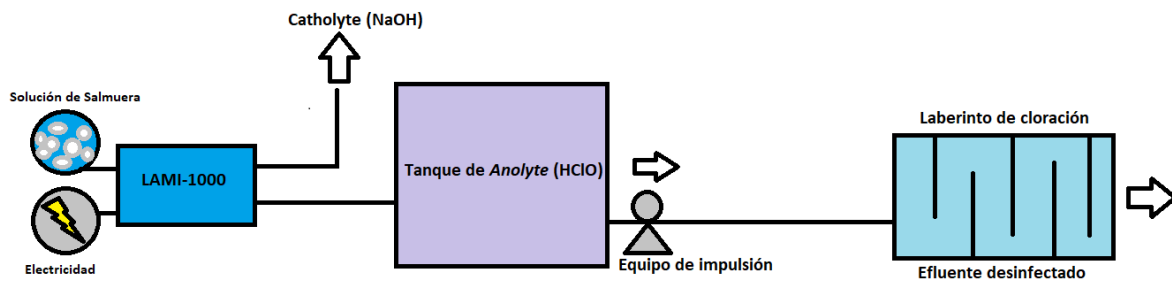 Catholyte (NaOH)
Solución de Salmuera
LAMI-1000
Electricidad
Tanque de Anolyte (HClO)
Equipo de impulsión
Laberinto de cloración
Efluente desinfectado